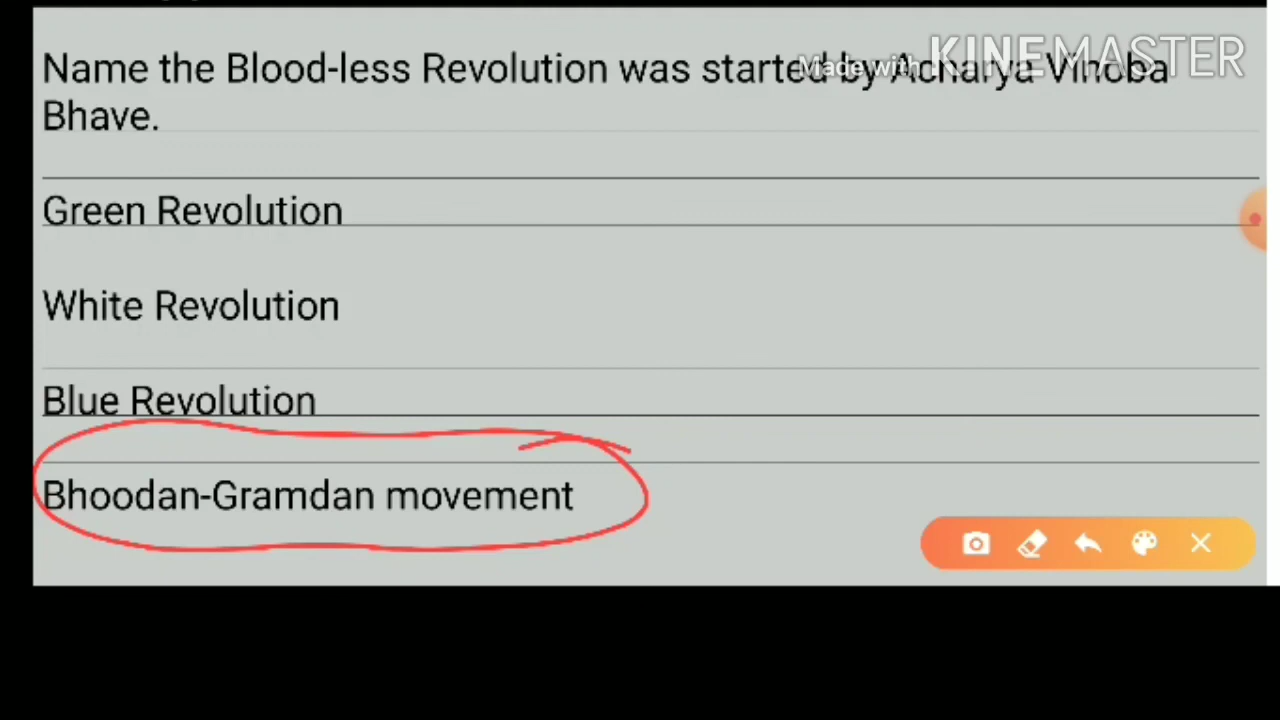 Name the Blood-less Revolution was started by Acharya Vinoba
Bhave.
Made with KINEMASTER
Green Revolution
White Revolution
Blue Revolution
Bhoodan-Gramdan movement